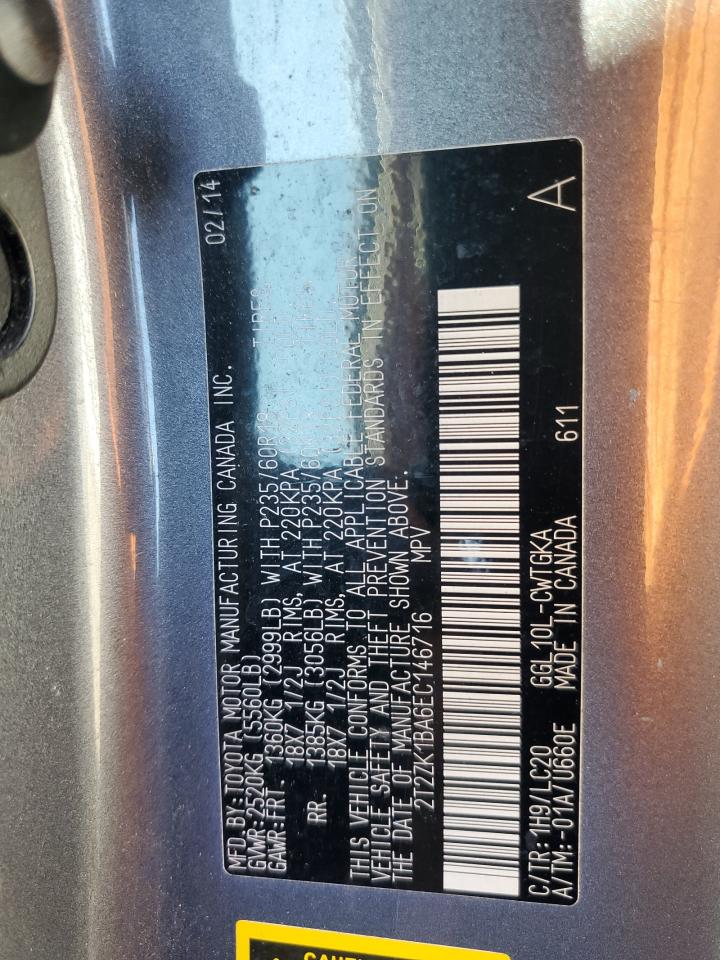 MFD BY:TOYOTA MOTOR MANUFACTURING CANADA INC. 02/14
GVWR:2520KG (5560LB)
GAWR:FRT. 1360KG (2999LB) WITH P235/60R18 TIRES
18X7 1/2J RIMS, AT 220KPA
RR. 1385KG (3056LB) WITH P235/60R18
18X7 1/2J RIMS, AT 220KPA
THIS VEHICLE CONFORMS TO ALL APPLICABLE FEDERAL MOTOR
VEHICLE SAFETY AND THEFT PREVENTION STANDARDS IN EFFECT ON
THE DATE OF MANUFACTURE SHOWN ABOVE.
2T2ZK1BA6EC146716 MPV
C/TR:1H9/LC20 GGL10L-CWTGKA 611 A
A/TM:-01A/U660E MADE IN CANADA